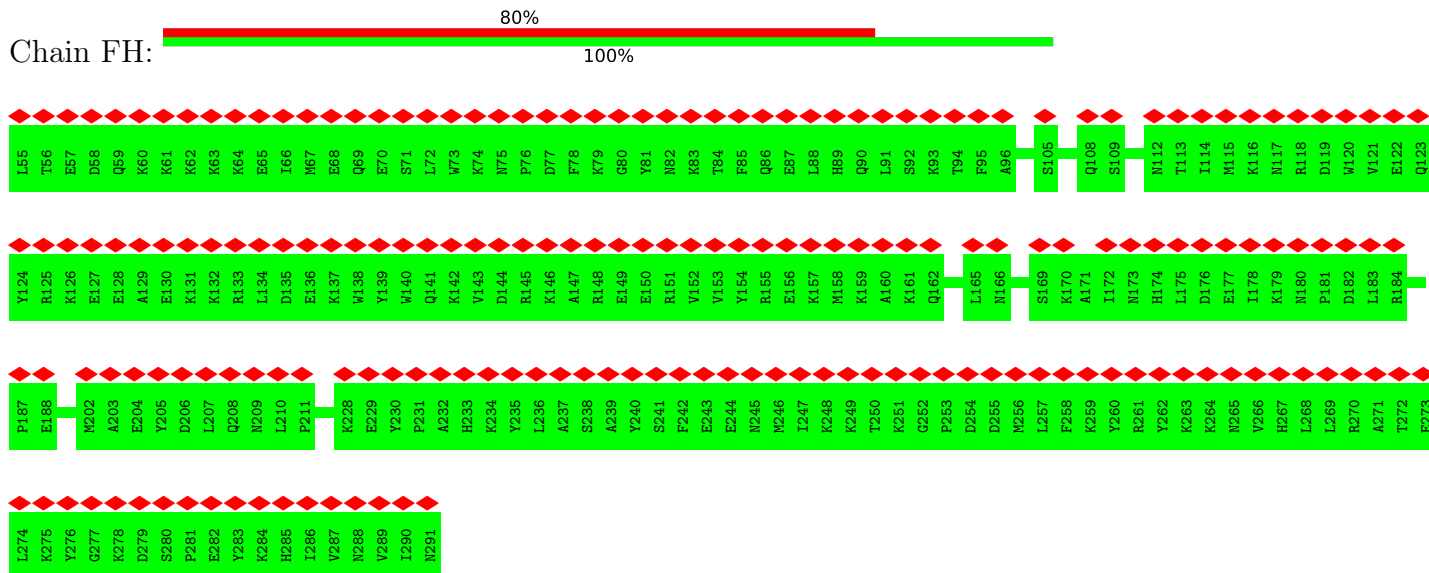 80%
Chain FH:
100%
L55 T56 E57 D58 Q59 K60 K61 K62 K63 K64 E65 I66 M67 E68 Q69 E70 S71 L72 W73 K74 N75 P76 D77 F78 K79 G80 Y81 N82 K83 T84 F85 Q86 E87 L88 H89 Q90 L91 S92 K93 T94 F95 A96 S105 Q108 S109 N112 T113 I114 M115 K116 N117 R118 D119 W120 V121 E122 Q123
Y124 R125 K126 E127 E128 A129 E130 K131 K132 R133 L134 D135 E136 K137 W138 Y139 W140 Q141 K142 V143 D144 R145 K146 A147 R148 E149 E150 R151 V152 V153 Y154 R155 E156 K157 M158 K159 A160 K161 Q162 L165 N166 S169 K170 A171 I172 N173 H174 L175 D176 E177 I178 K179 N180 P181 D182 L183 R184
P187 E188 M202 A203 E204 Y205 D206 L207 Q208 N209 L210 P211 K228 E229 Y230 P231 A232 H233 K234 Y235 L236 A237 S238 A239 Y240 S241 F242 E243 E244 N245 M246 I247 K248 K249 T250 K251 G252 P253 D254 D255 M256 L257 F258 K259 Y260 R261 Y262 K263 K264 N265 V266 H267 L268 L269 R270 A271 T272
L274 K275 Y276 G277 K278 D279 S280 P281 E282 Y283 K284 H285 I286 V287 N288 V289 I290 N291